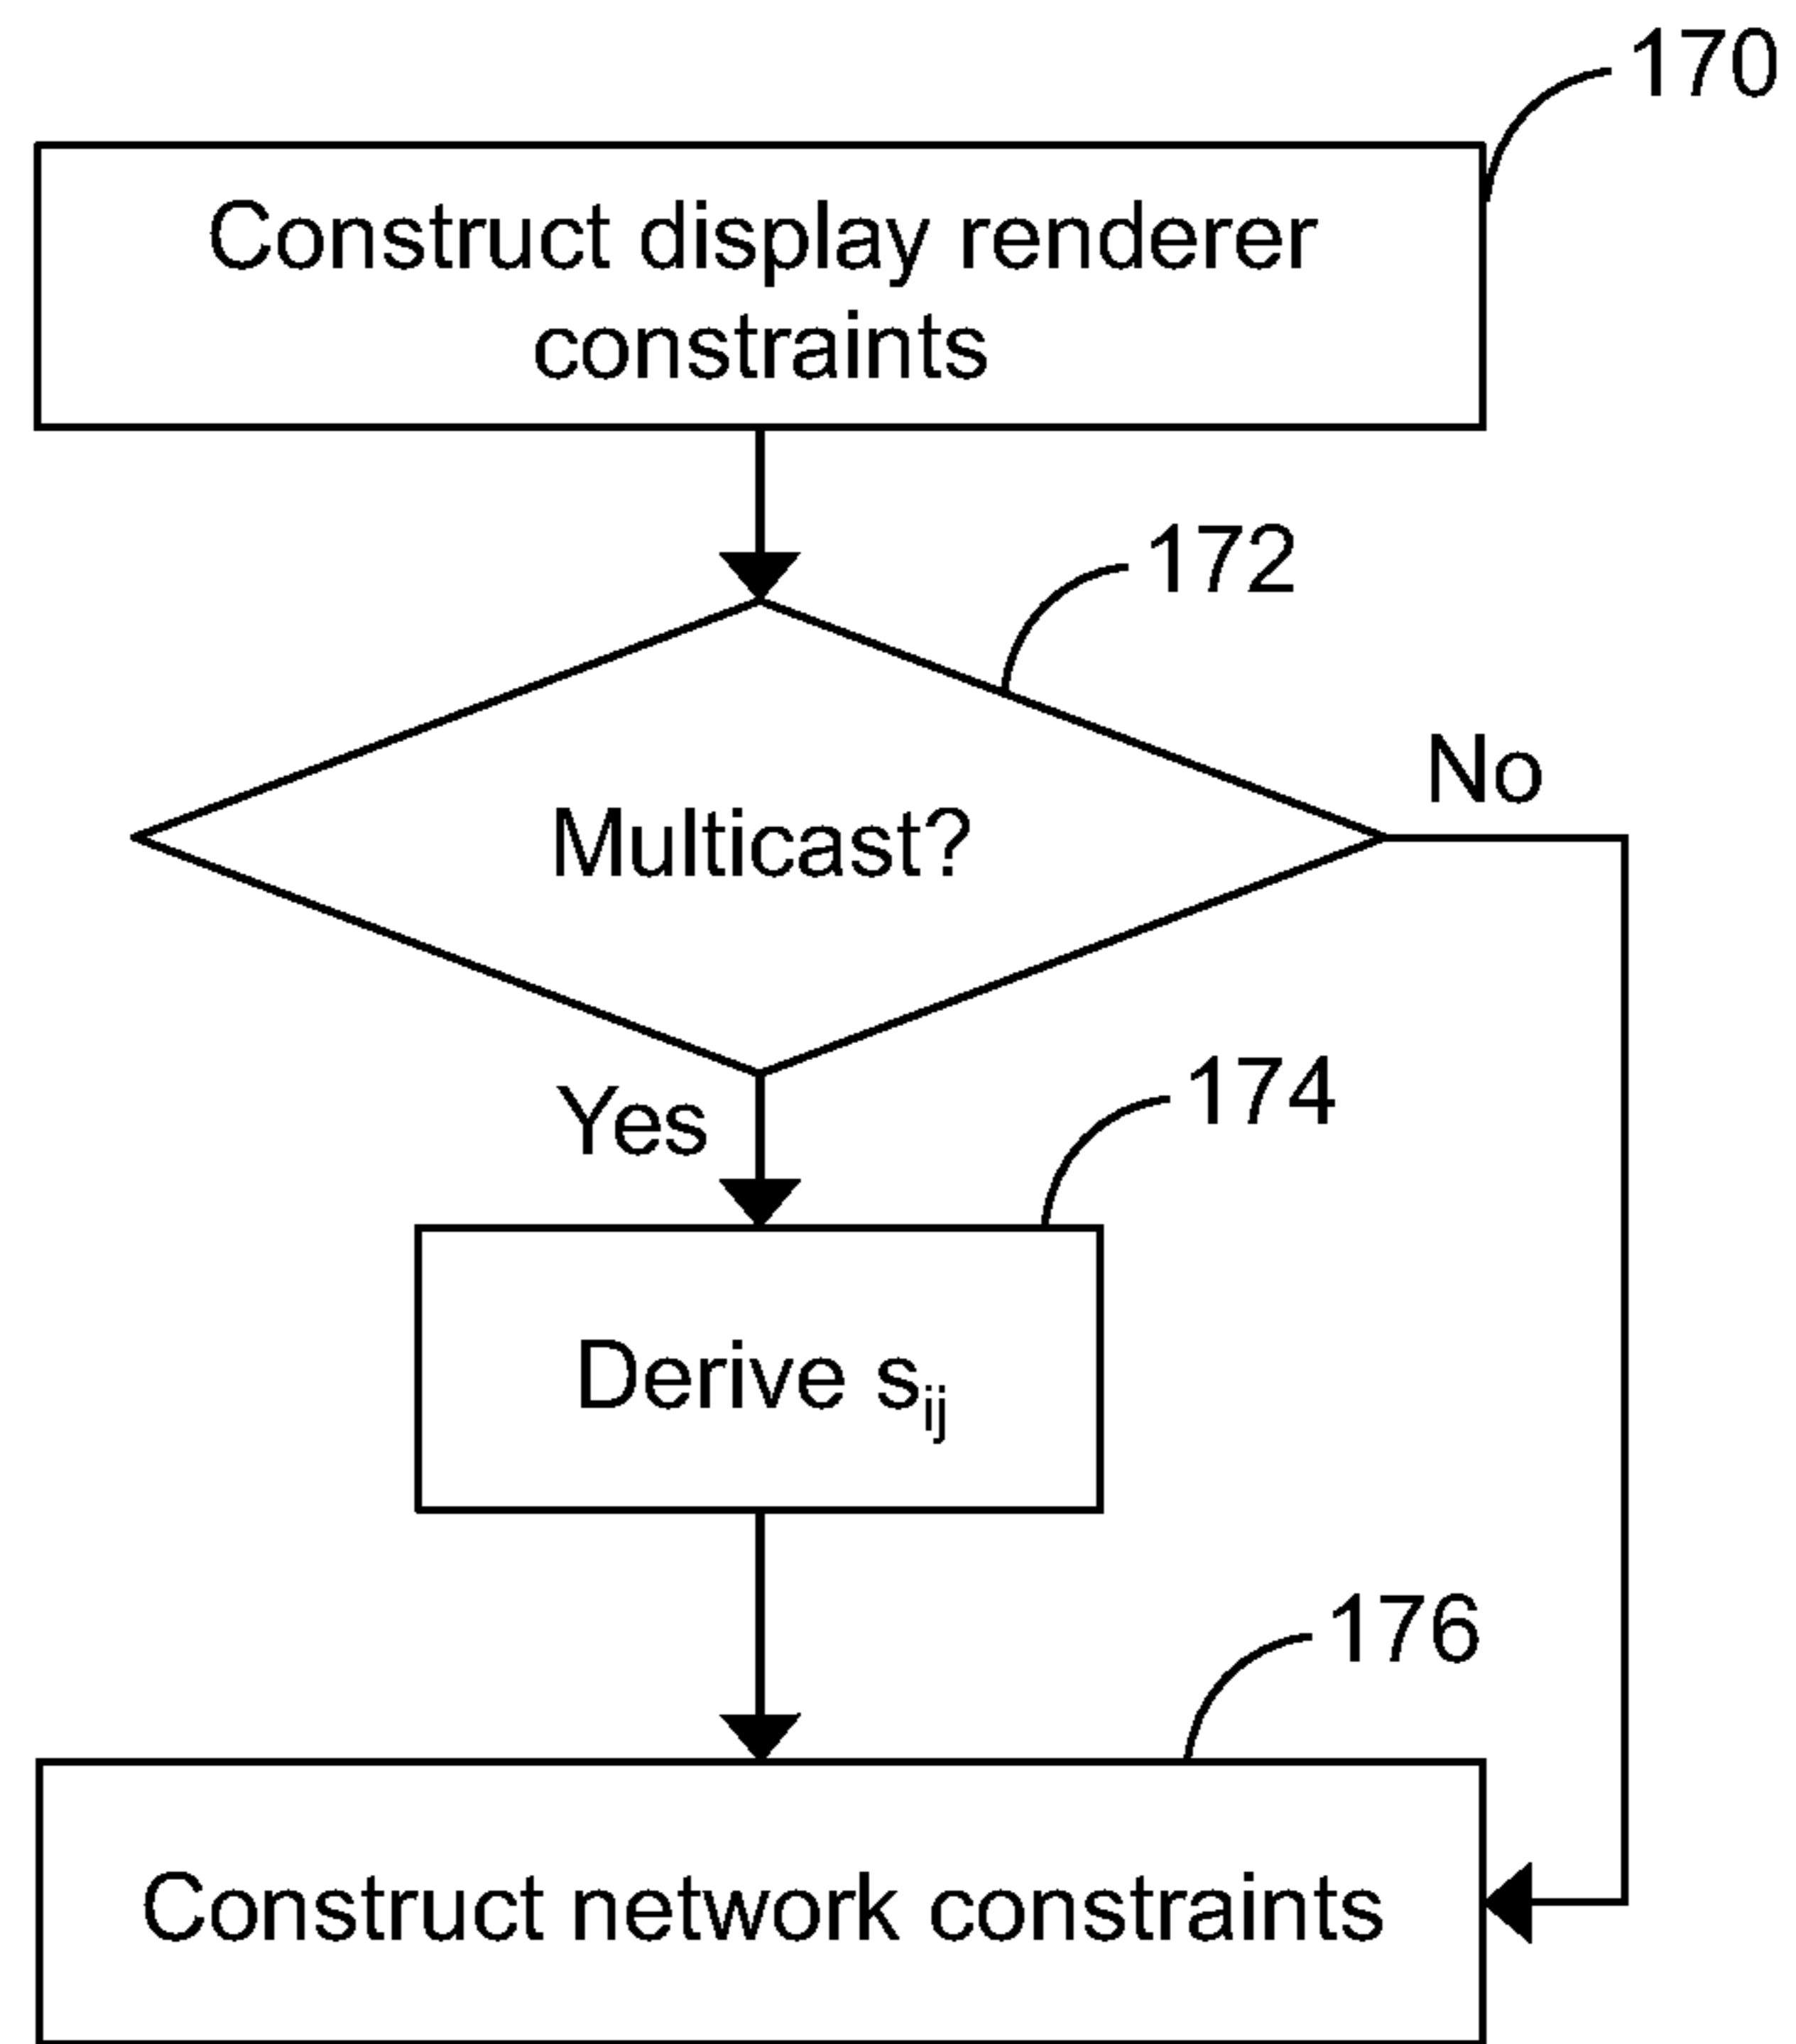 170
Construct display renderer
constraints
172
No
Multicast?
Yes
174
Derive s_ij
176
Construct network constraints